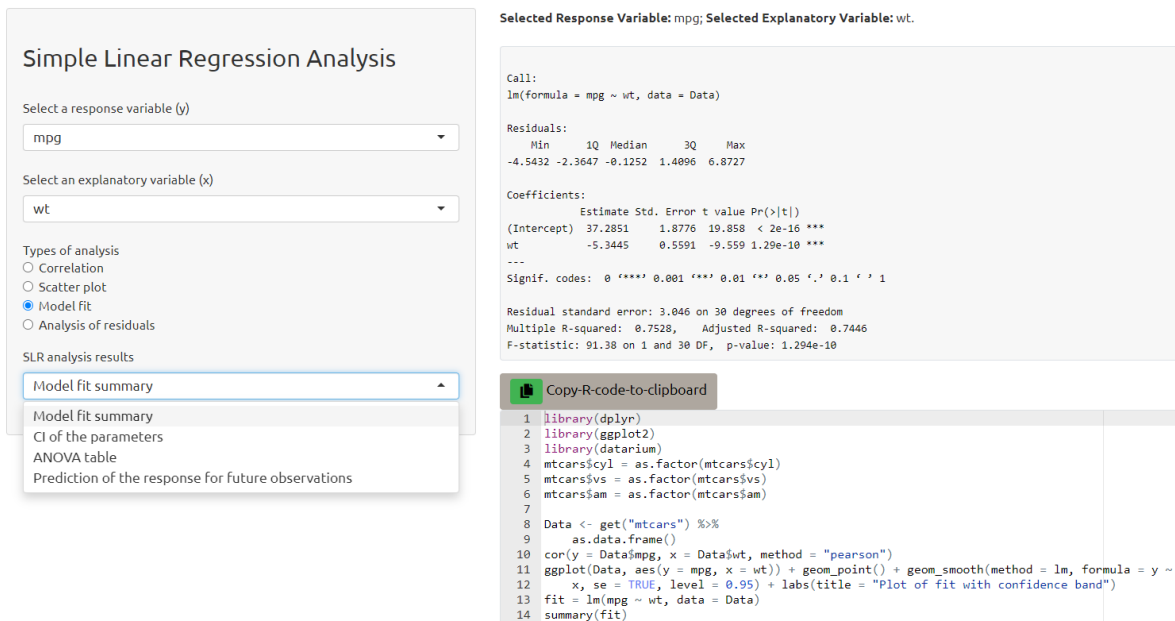 Simple Linear Regression Analysis
Select a response variable (y)
mpg
Select an explanatory variable (x)
wt
Types of analysis
Correlation
Scatter plot
Model fit
Analysis of residuals
SLR analysis results
Model fit summary
Model fit summary
CI of the parameters
ANOVA table
Prediction of the response for future observations
Selected Response Variable: mpg; Selected Explanatory Variable: wt.
Call:
lm(formula = mpg ~ wt, data = Data)
Residuals:
    Min      1Q  Median      3Q     Max
-4.5432 -2.3647 -0.1252  1.4096  6.8727
Coefficients:
            Estimate Std. Error t value Pr(>|t|)
(Intercept)  37.2851     1.8776  19.858  < 2e-16 ***
wt           -5.3445     0.5591  -9.559 1.29e-10 ***
---
Signif. codes:  0 ‘***’ 0.001 ‘**’ 0.01 ‘*’ 0.05 ‘.’ 0.1 ‘ ’ 1
Residual standard error: 3.046 on 30 degrees of freedom
Multiple R-squared:  0.7528,    Adjusted R-squared:  0.7446
F-statistic: 91.38 on 1 and 30 DF,  p-value: 1.294e-10
Copy-R-code-to-clipboard
1 library(dplyr)
2 library(ggplot2)
3 library(datarium)
4 mtcars$cyl = as.factor(mtcars$cyl)
5 mtcars$vs = as.factor(mtcars$vs)
6 mtcars$am = as.factor(mtcars$am)
7
8 Data <- get("mtcars") %>%
9     as.data.frame()
10 cor(y = Data$mpg, x = Data$wt, method = "pearson")
11 ggplot(Data, aes(y = mpg, x = wt)) + geom_point() + geom_smooth(method = lm, formula = y ~
12     x, se = TRUE, level = 0.95) + labs(title = "Plot of fit with confidence band")
13 fit = lm(mpg ~ wt, data = Data)
14 summary(fit)